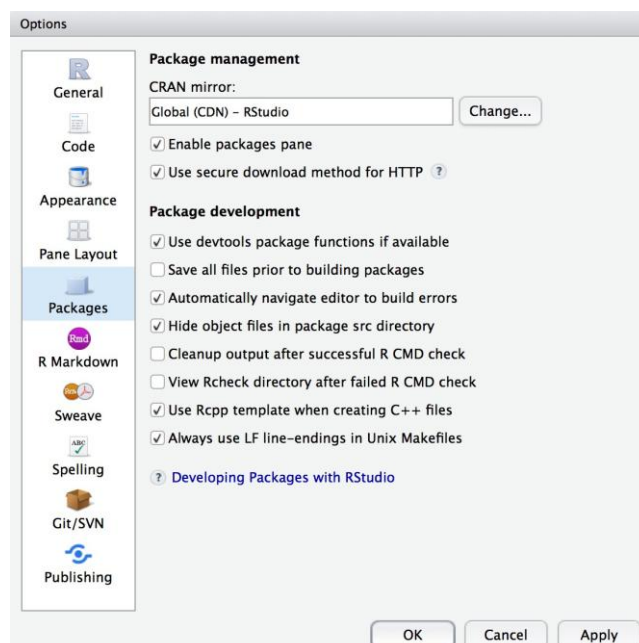 Options
General
Code
Appearance
Pane Layout
Packages
Rmd
R Markdown
Sweave
ABC
Spelling
Git/SVN
Publishing
Package management
CRAN mirror:
Global (CDN) – RStudio
Change...
Enable packages pane
Use secure download method for HTTP ?
Package development
Use devtools package functions if available
Save all files prior to building packages
Automatically navigate editor to build errors
Hide object files in package src directory
Cleanup output after successful R CMD check
View Rcheck directory after failed R CMD check
Use Rcpp template when creating C++ files
Always use LF line-endings in Unix Makefiles
? Developing Packages with RStudio
OK
Cancel
Apply